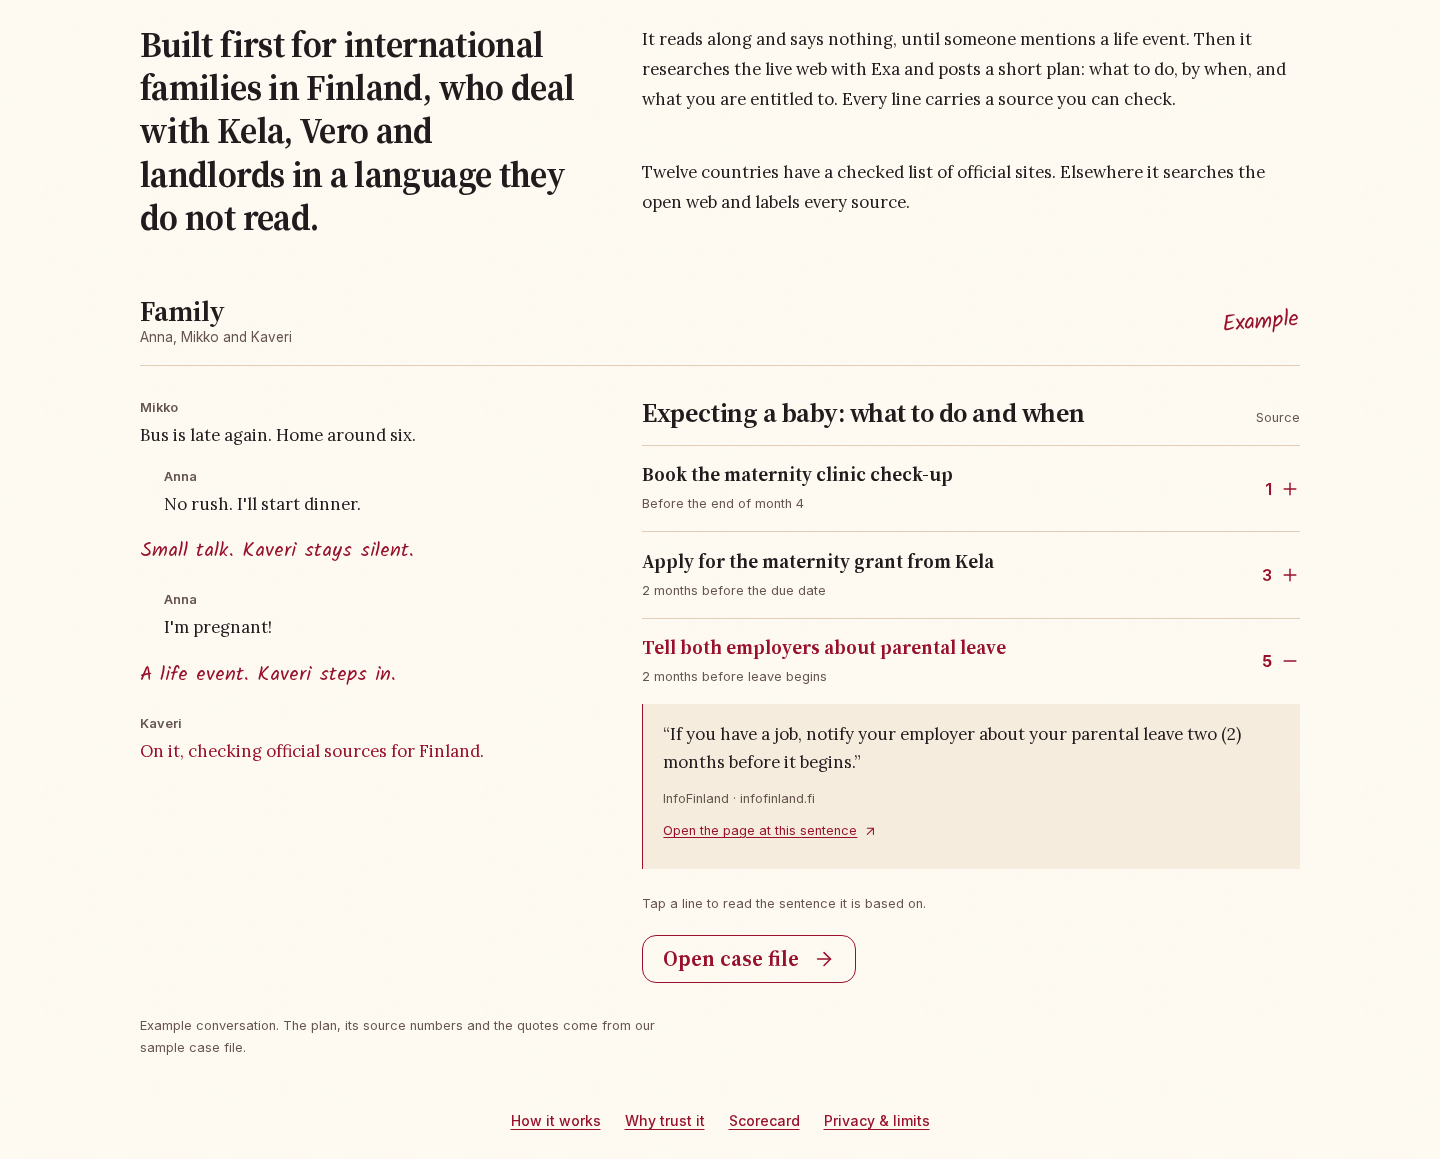 Built first for international
families in Finland, who deal
with Kela, Vero and
landlords in a language they
do not read.
It reads along and says nothing, until someone mentions a life event. Then it
researches the live web with Exa and posts a short plan: what to do, by when, and
what you are entitled to. Every line carries a source you can check.
Twelve countries have a checked list of official sites. Elsewhere it searches the
open web and labels every source.
Family
Anna, Mikko and Kaveri
Example
Mikko
Bus is late again. Home around six.
Anna
No rush. I'll start dinner.
Small talk. Kaveri stays silent.
Anna
I'm pregnant!
A life event. Kaveri steps in.
Kaveri
On it, checking official sources for Finland.
Expecting a baby: what to do and when
Source
Book the maternity clinic check-up
Before the end of month 4
1
Apply for the maternity grant from Kela
2 months before the due date
3
Tell both employers about parental leave
2 months before leave begins
5
“If you have a job, notify your employer about your parental leave two (2)
months before it begins.”
InfoFinland · infofinland.fi
Open the page at this sentence
Tap a line to read the sentence it is based on.
Open case file
Example conversation. The plan, its source numbers and the quotes come from our
sample case file.
How it works
Why trust it
Scorecard
Privacy & limits